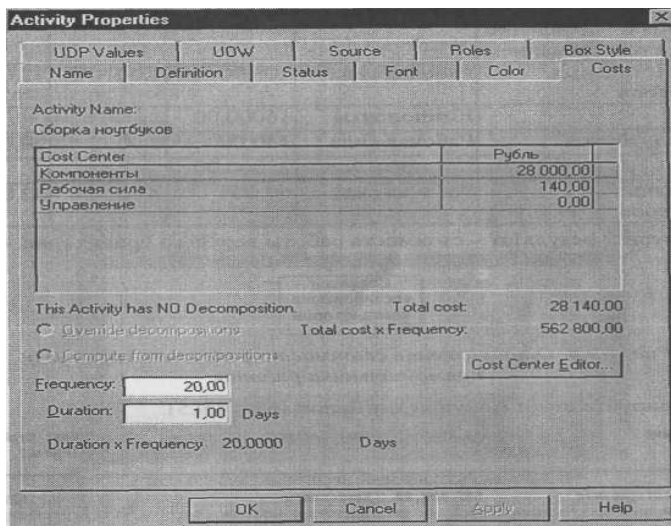 Activity Properties
UDP Values UOW Source Roles Box Style
Name Definition Status Font Color Costs
Activity Name:
Сборка ноутбуков
Cost Center Рубль
Компоненты 28 000,00
Рабочая сила 140,00
Управление 0,00
This Activity has NO Decomposition. Total cost: 28 140,00
Override decompositions Total cost x Frequency: 562 800,00
Compute from decompositions
Cost Center Editor...
Frequency: 20,00
Duration: 1,00 Days
Duration x Frequency 20,0000 Days
OK Cancel Apply Help